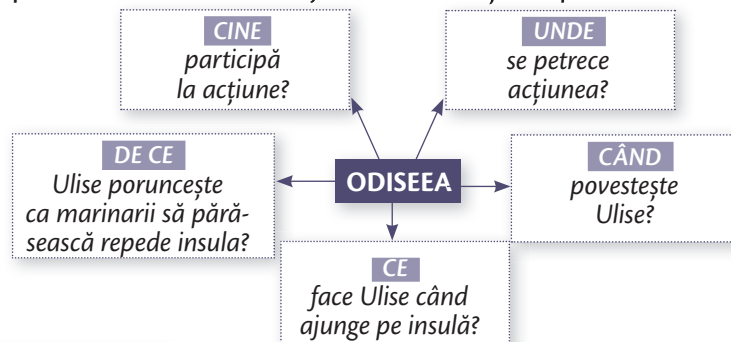 CINE
participă
la acțiune?
UNDE
se petrece
acțiunea?
DE CE
Ulise poruncește
ca marinarii să pără-
sească repede insula?
ODISEEA
CÂND
povestește
Ulise?
CE
face Ulise când
ajunge pe insulă?